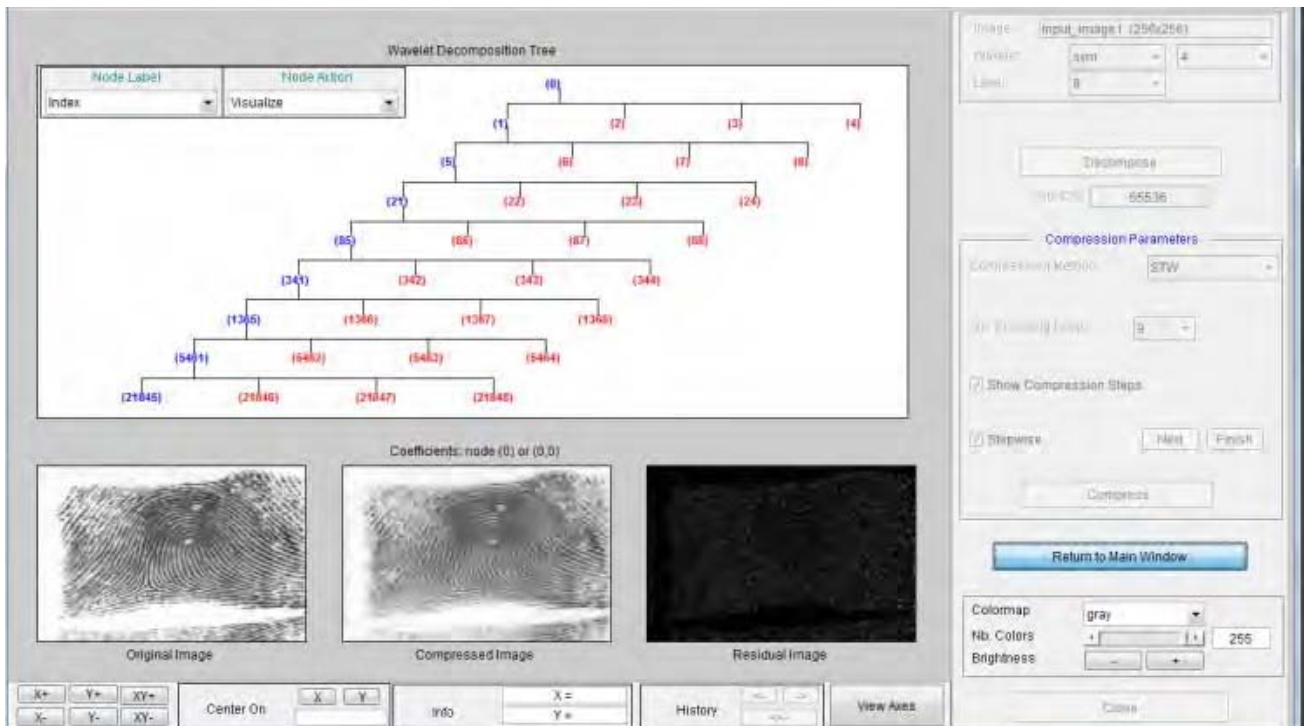 Wavelet Decomposition Tree
Node Label Node Action
Index Visualize
(0)
(1) (2) (3) (4)
(5) (6) (7) (8)
(21) (22) (23) (24)
(85) (86) (87) (88)
(341) (342) (343) (344)
(1365) (1366) (1367) (1368)
(5461) (5462) (5463) (5464)
(21845) (21846) (21847) (21848)
Coefficients: node (0) or (0,0)
Original Image Compressed Image Residual Image
X+ Y+ XY+
X- Y- XY-
Center On X Y
Info X =
Y =
History <- ->
<<-
View Axes
Image Input_image1 (256x256)
Wavelet sym 4
Level 8
Decompose
65536
Compression Parameters
Compression Method STW
9
Show Compression Steps
Stepwise Next Finish
Compress
Return to Main Window
Colormap gray
Nb. Colors 255
Brightness - +
Close